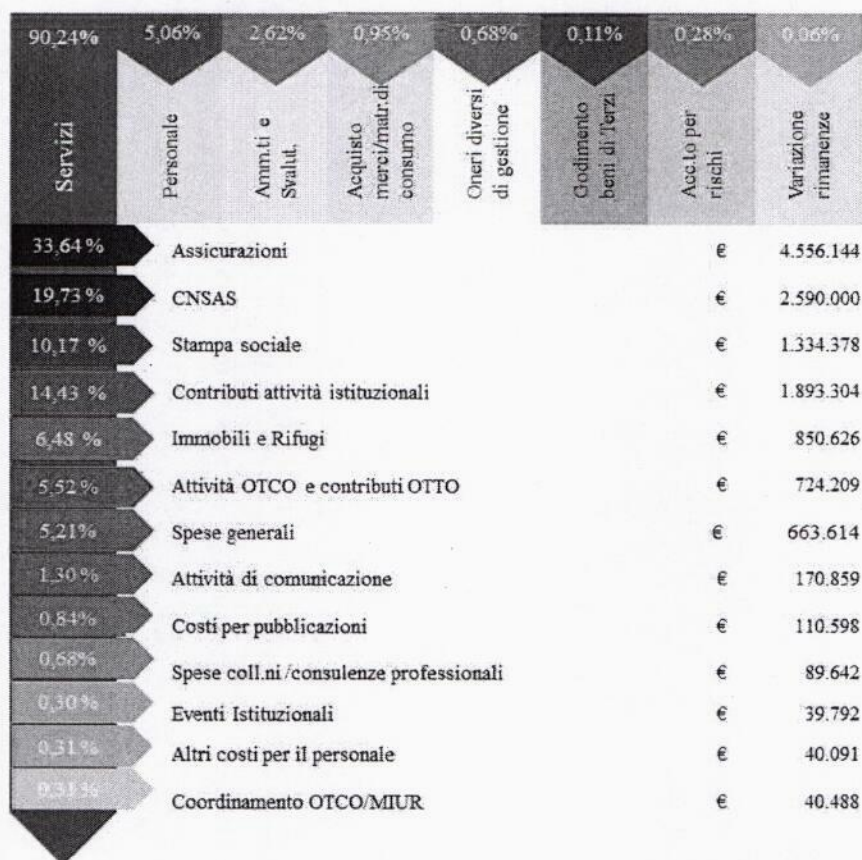 90,24%
5,06%
2,62%
0,95%
0,68%
0,11%
0,28%
0,06%
Servizi
Personale
Amm.ti e
Svalut.
Acquisto
merci/matr.di
consumo
Oneri diversi
di gestione
Godimento
beni di Terzi
Acc.to per
rischi
Variazione
rimanenze
33,64% Assicurazioni € 4.556.144
19,73% CNSAS € 2.590.000
10,17 % Stampa sociale € 1.334.378
14,43 % Contributi attività istituzionali € 1.893.304
6,48 % Immobili e Rifugi € 850.626
5,52% Attività OTCO e contributi OTTO € 724.209
5,21% Spese generali € 663.614
1,30% Attività di comunicazione € 170.859
0,84% Costi per pubblicazioni € 110.598
0,68% Spese coll.ni/consulenze professionali € 89.642
0,30% Eventi Istituzionali € 39.792
0,31% Altri costi per il personale € 40.091
0,31% Coordinamento OTCO/MIUR € 40.488